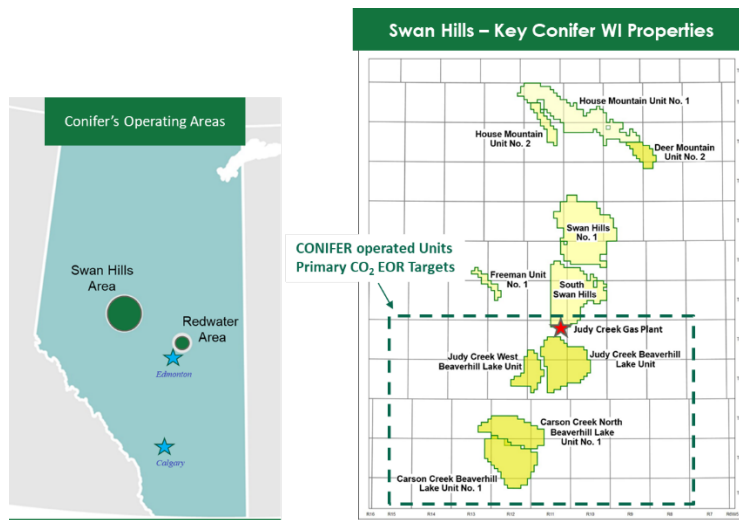 Conifer's Operating Areas
Swan Hills
Area
Redwater
Area
Edmonton
Calgary
Swan Hills – Key Conifer WI Properties
House Mountain Unit No. 1
House Mountain
Unit No. 2
Deer Mountain
Unit No. 2
Swan Hills
No. 1
CONIFER operated Units
Primary CO₂ EOR Targets
Freeman Unit
No. 1
South
Swan Hills
Judy Creek Gas Plant
Judy Creek West
Beaverhill Lake Unit
Judy Creek Beaverhill
Lake Unit
Carson Creek North
Beaverhill Lake
Unit No. 1
Carson Creek Beaverhill
Lake Unit No. 1